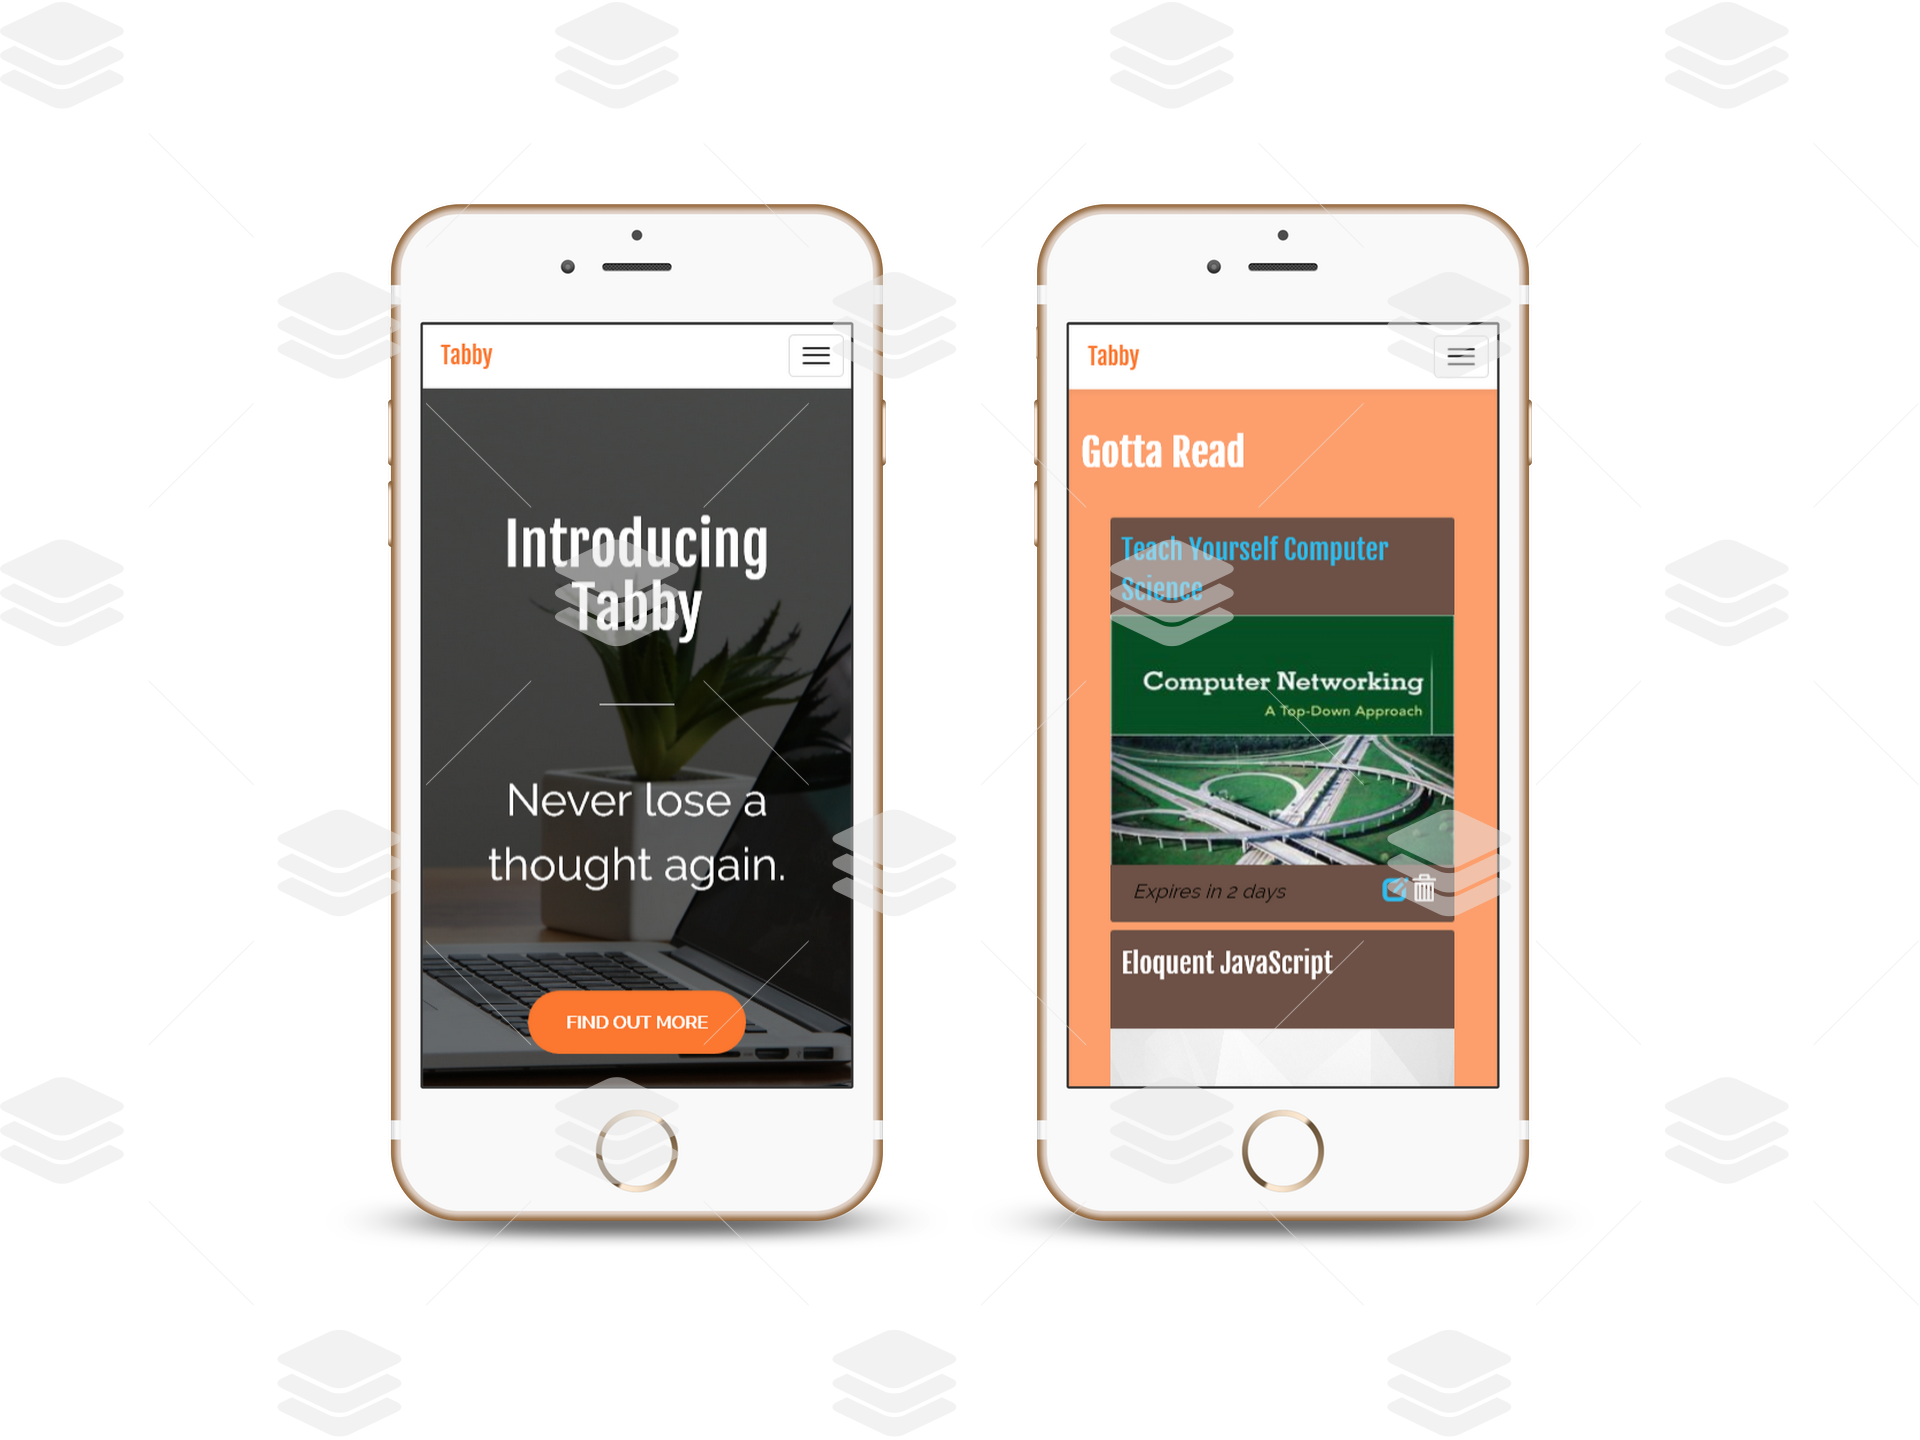 Tabby
Introducing
Tabby
Never lose a
thought again.
FIND OUT MORE
Tabby
Gotta Read
Teach Yourself Computer
Science
Computer Networking
A Top-Down Approach
Expires in 2 days
Eloquent JavaScript